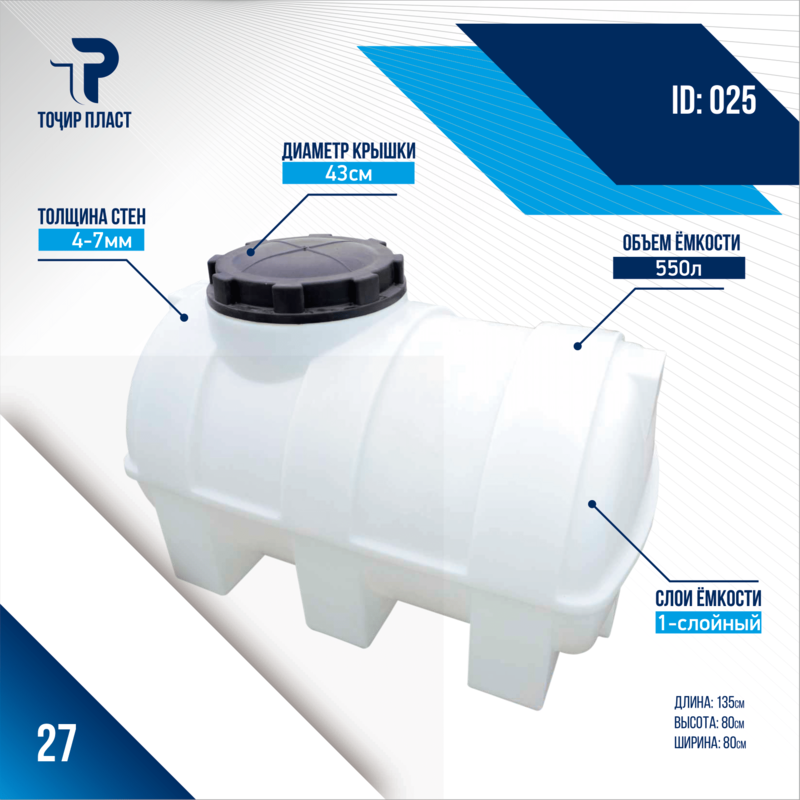 ТОҶИР ПЛАСТ
ID: 025
ДИАМЕТР КРЫШКИ
43см
ТОЛЩИНА СТЕН
4-7мм
ОБЪЕМ ЁМКОСТИ
550л
СЛОИ ЁМКОСТИ
1-слойный
ДЛИНА: 135см
ВЫСОТА: 80см
ШИРИНА: 80см
27